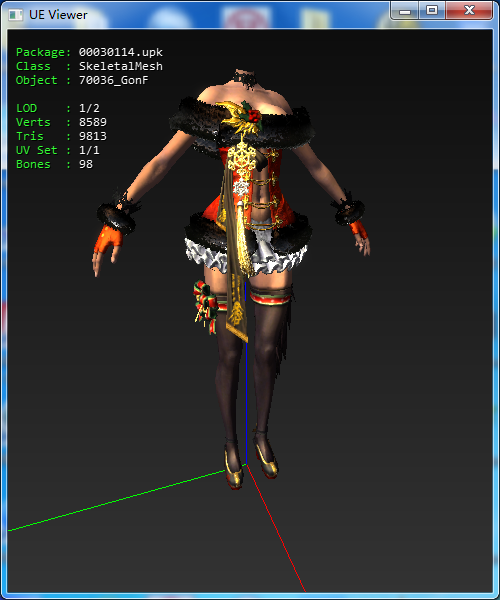 UE Viewer
Package: 00030114.upk
Class : SkeletalMesh
Object : 70036_GonF
LOD : 1/2
Verts : 8589
Tris : 9813
UV Set : 1/1
Bones : 98